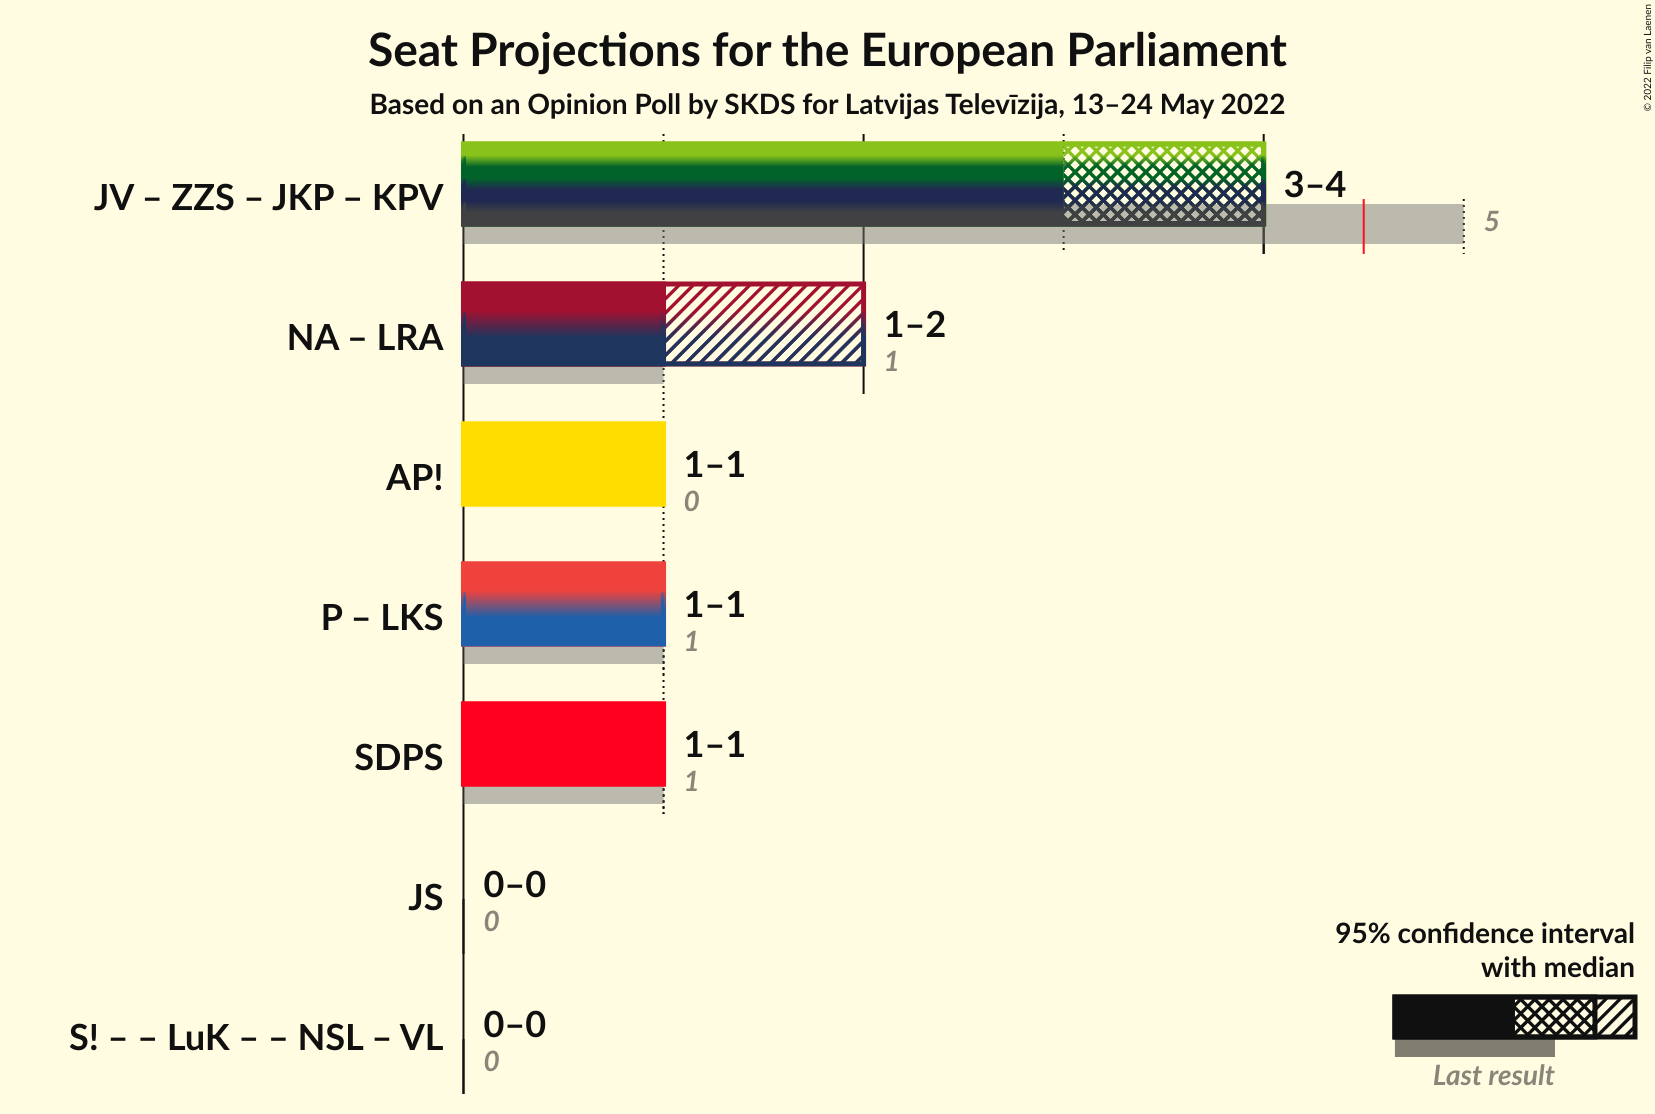 Seat Projections for the European Parliament
Based on an Opinion Poll by SKDS for Latvijas Televīzija, 13–24 May 2022
© 2022 Filip van Laenen
JV – ZZS – JKP – KPV
3–4
5
NA – LRA
1–2
1
AP!
1–1
0
P – LKS
1–1
1
SDPS
1–1
1
JS
0–0
0
S! – – LuK – – NSL – VL
0–0
0
95% confidence interval
with median
Last result